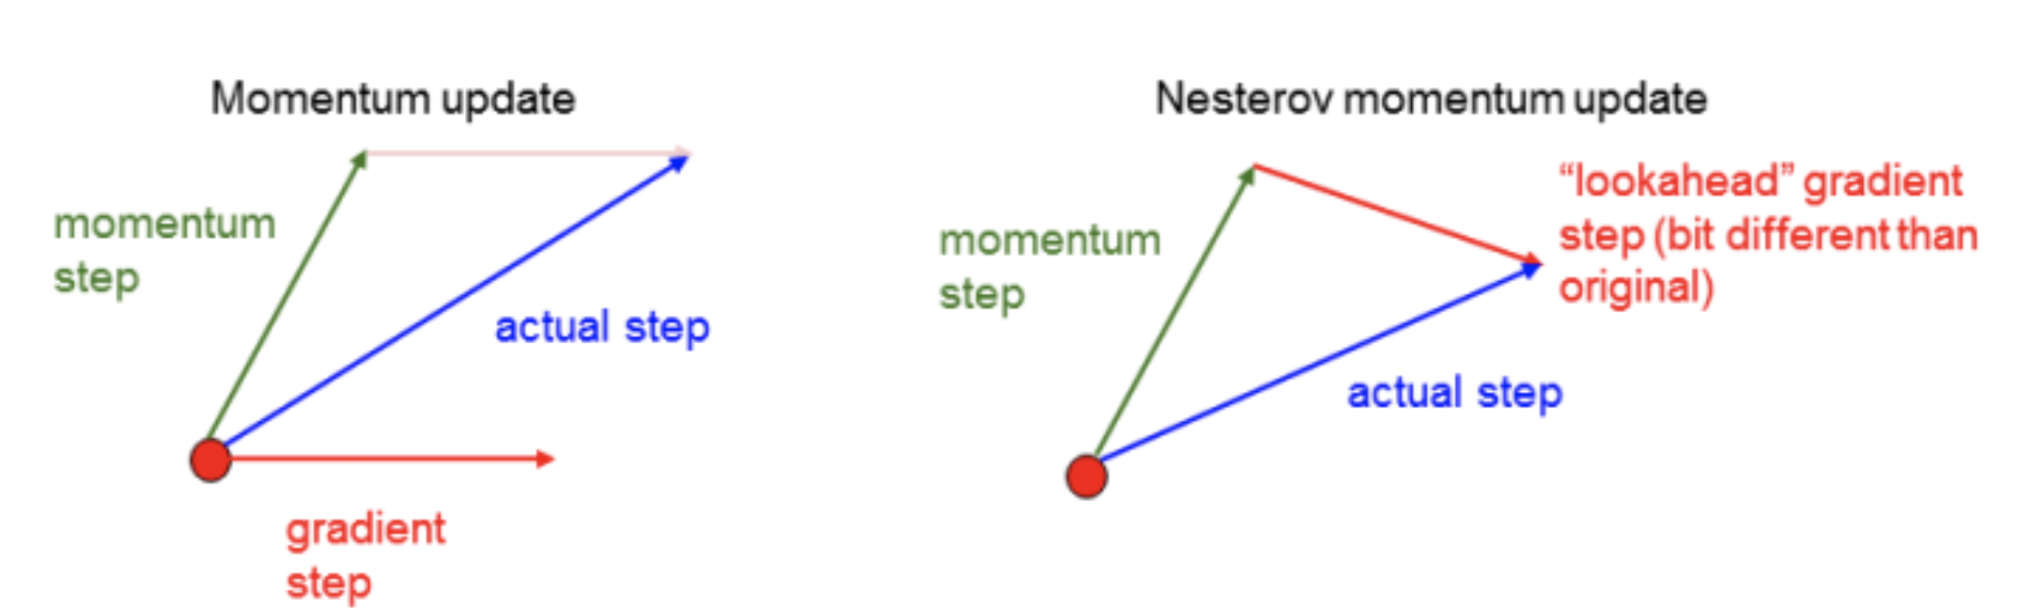 Momentum update
momentum
step
actual step
gradient
step
Nesterov momentum update
momentum
step
“lookahead” gradient
step (bit different than
original)
actual step